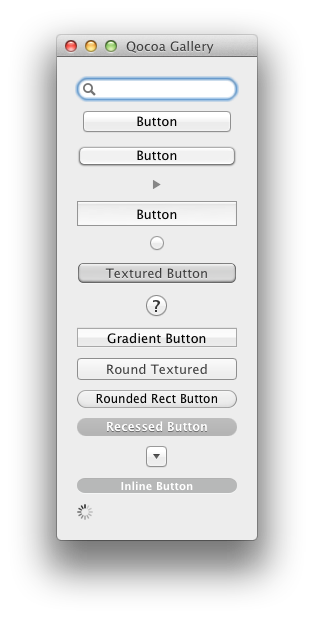 Qocoa Gallery
Button
Button
Button
Textured Button
?
Gradient Button
Round Textured
Rounded Rect Button
Recessed Button
Inline Button